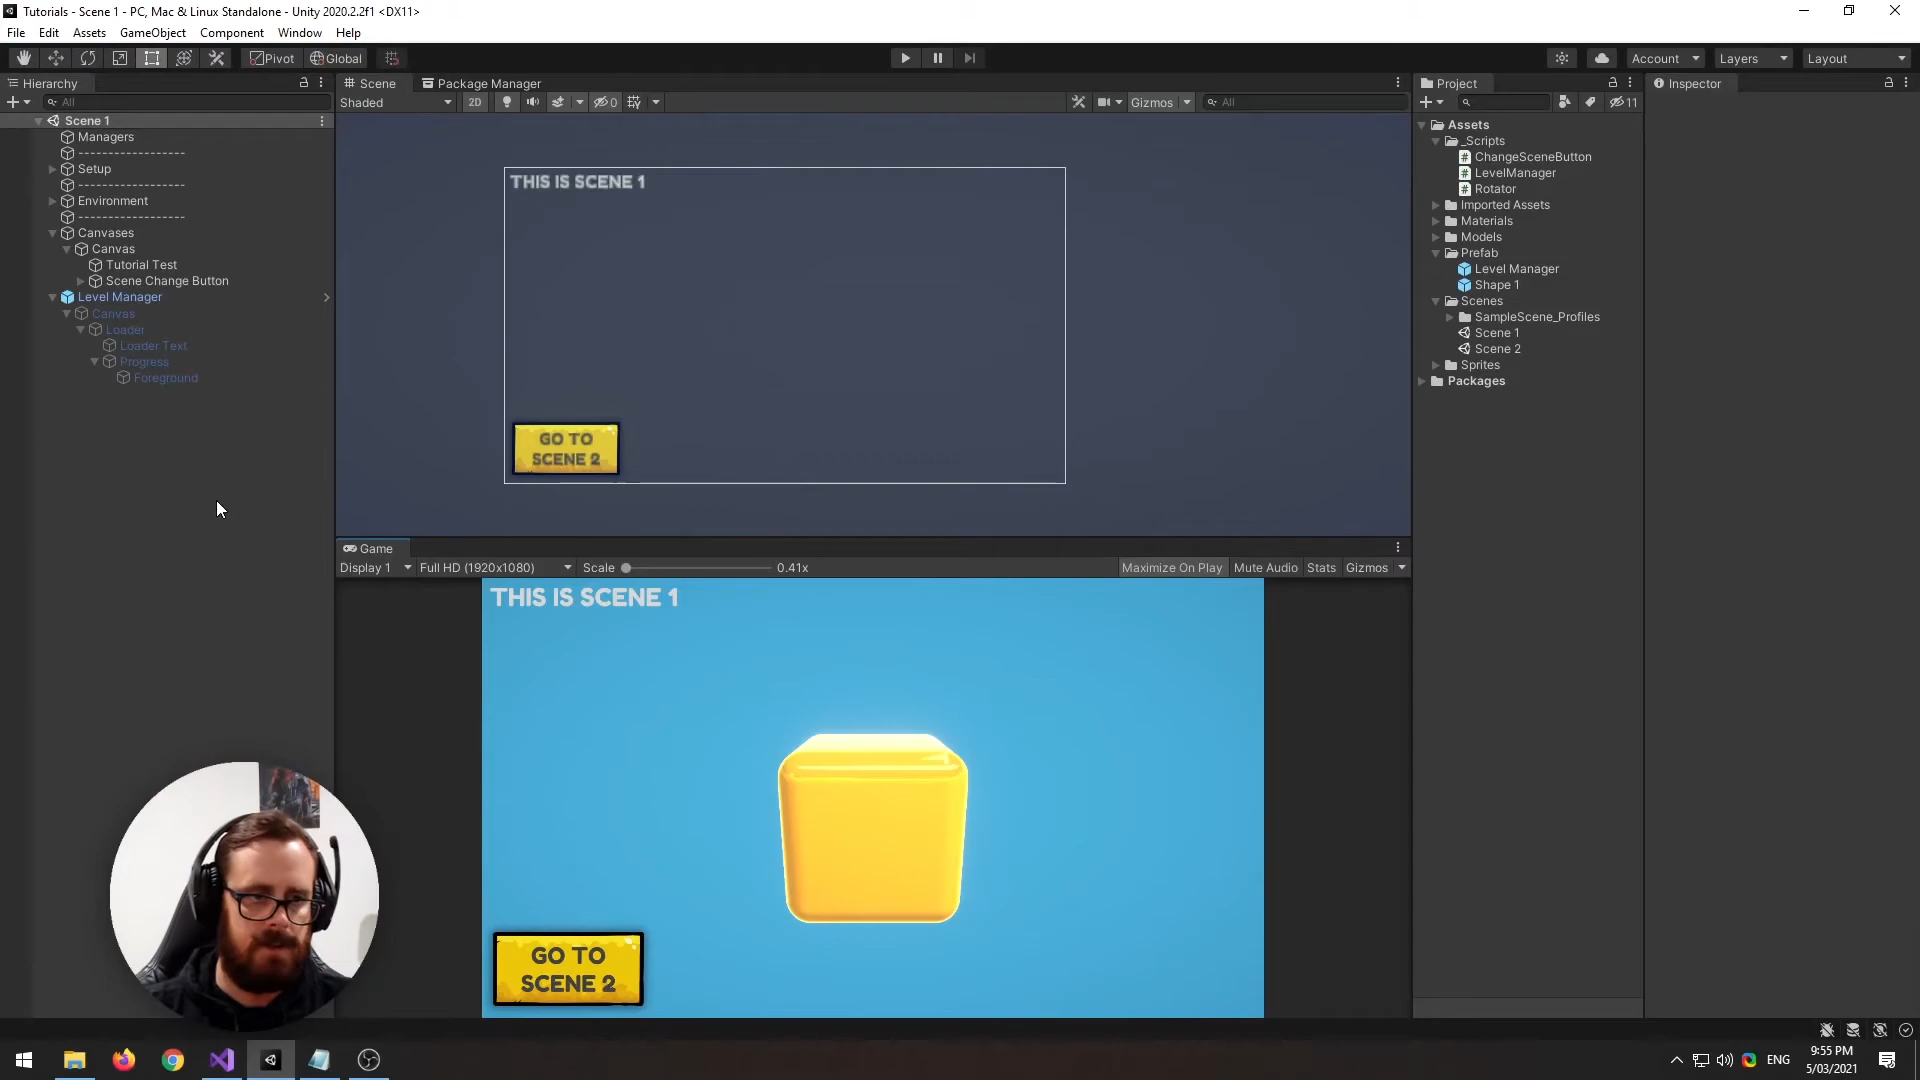 Tutorials - Scene 1 - PC, Mac & Linux Standalone - Unity 2020.2.2f1 <DX11>
File Edit Assets GameObject Component Window Help
Pivot Global Account Layers Layout
Hierarchy
All
Scene 1
Managers
------------------
Setup
------------------
Environment
------------------
Canvases
Canvas
Tutorial Test
Scene Change Button
Level Manager
Canvas
Loader
Loader Text
Progress
Foreground
Scene Package Manager
Shaded 2D 0 Gizmos All
THIS IS SCENE 1
GO TO
SCENE 2
Game
Display 1 Full HD (1920x1080) Scale 0.41x Maximize On Play Mute Audio Stats Gizmos
THIS IS SCENE 1
GO TO
SCENE 2
Project
11
Assets
_Scripts
ChangeSceneButton
LevelManager
Rotator
Imported Assets
Materials
Models
Prefab
Level Manager
Shape 1
Scenes
SampleScene_Profiles
Scene 1
Scene 2
Sprites
Packages
Inspector
ENG
9:55 PM
5/03/2021